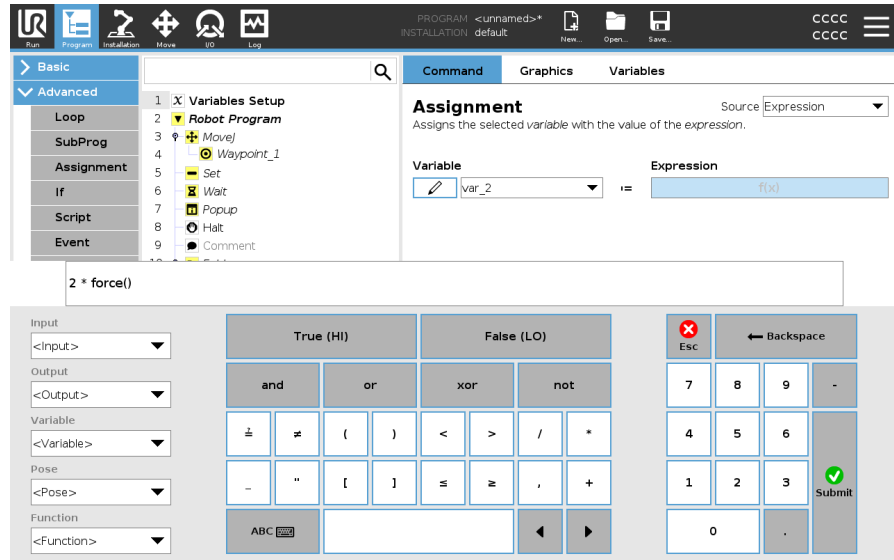 PROGRAM <unnamed>*
INSTALLATION default
CCCC
CCCC
Run Program Installation Move I/O Log New... Open... Save...
Basic
Advanced
Loop
SubProg
Assignment
If
Script
Event
1 X Variables Setup
2 Robot Program
3 MoveJ
4 Waypoint_1
5 Set
6 Wait
7 Popup
8 Halt
9 Comment
Command Graphics Variables
Assignment
Source Expression
Assigns the selected variable with the value of the expression.
Variable Expression
var_2 := f(x)
2 * force()
Input
<Input>
Output
<Output>
Variable
<Variable>
Pose
<Pose>
Function
<Function>
True (HI) False (LO)
and or xor not
≟ ≠ ( ) < > / *
_ " [ ] ≤ ≥ , +
ABC
Esc Backspace
7 8 9 -
4 5 6
1 2 3 Submit
0 .